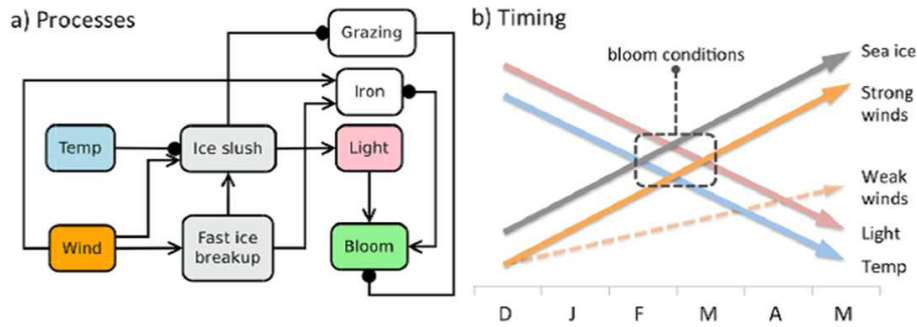 a) Processes
Grazing
Iron
Temp
Ice slush
Light
Wind
Fast ice
breakup
Bloom
b) Timing
bloom conditions
Sea ice
Strong
winds
Weak
winds
Light
Temp
D J F M A M